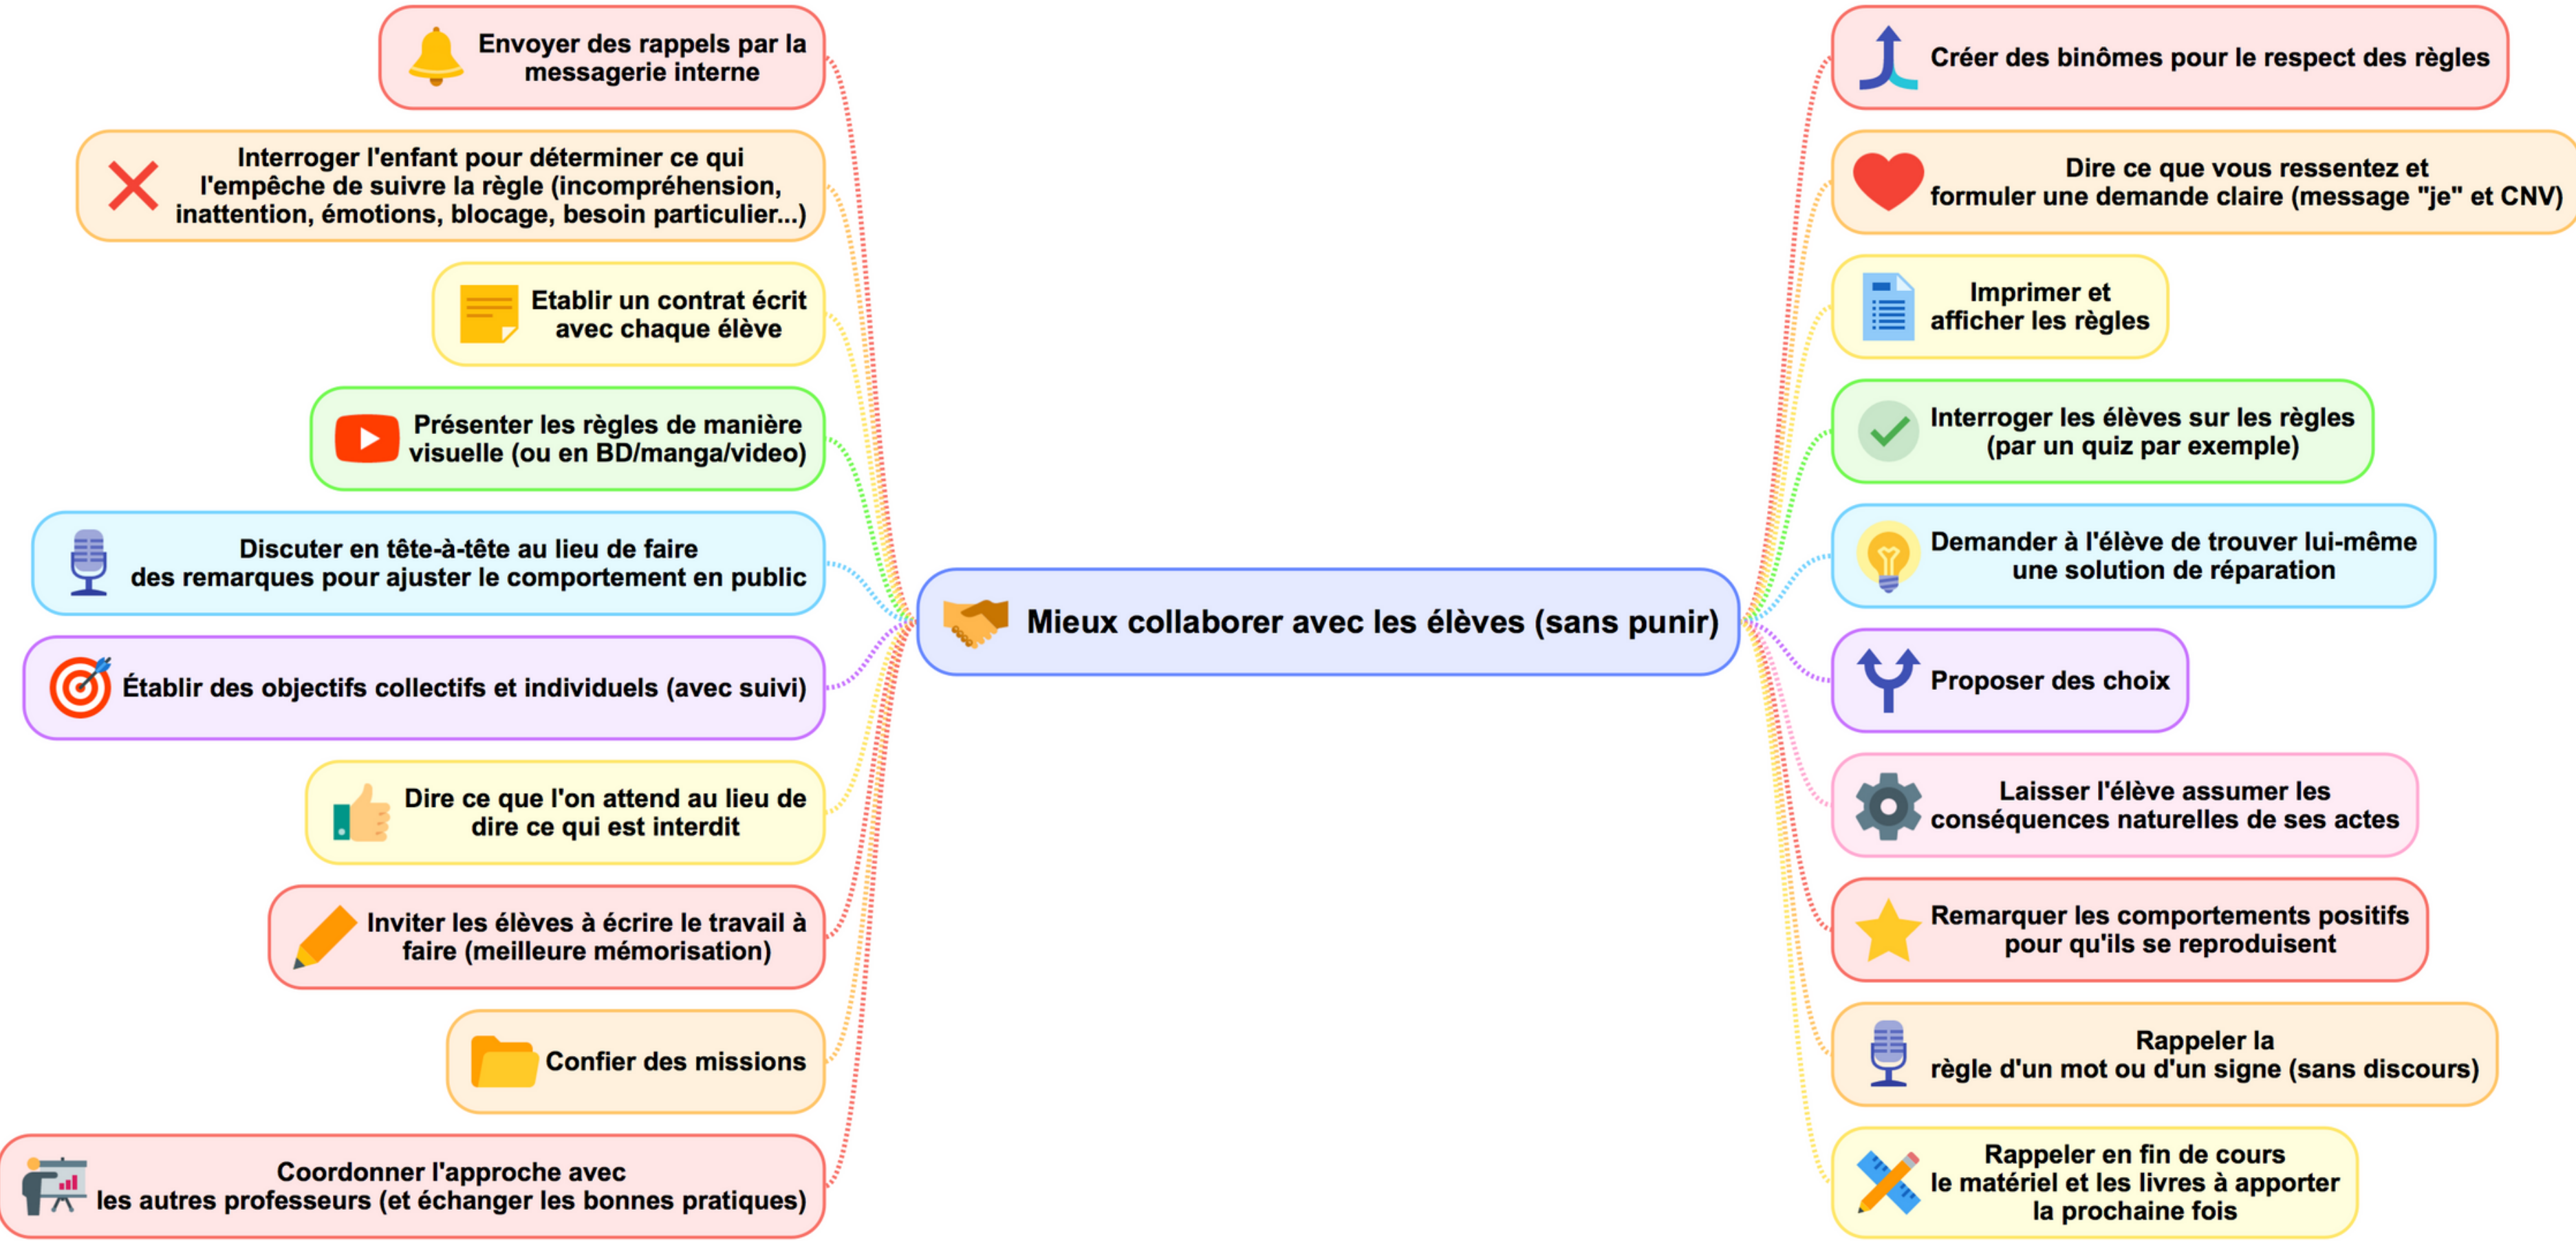 Envoyer des rappels par la
messagerie interne
Interroger l'enfant pour déterminer ce qui
l'empêche de suivre la règle (incompréhension,
inattention, émotions, blocage, besoin particulier...)
Etablir un contrat écrit
avec chaque élève
Présenter les règles de manière
visuelle (ou en BD/manga/video)
Discuter en tête-à-tête au lieu de faire
des remarques pour ajuster le comportement en public
Établir des objectifs collectifs et individuels (avec suivi)
Dire ce que l'on attend au lieu de
dire ce qui est interdit
Inviter les élèves à écrire le travail à
faire (meilleure mémorisation)
Confier des missions
Coordonner l'approche avec
les autres professeurs (et échanger les bonnes pratiques)
Mieux collaborer avec les élèves (sans punir)
Créer des binômes pour le respect des règles
Dire ce que vous ressentez et
formuler une demande claire (message "je" et CNV)
Imprimer et
afficher les règles
Interroger les élèves sur les règles
(par un quiz par exemple)
Demander à l'élève de trouver lui-même
une solution de réparation
Proposer des choix
Laisser l'élève assumer les
conséquences naturelles de ses actes
Remarquer les comportements positifs
pour qu'ils se reproduisent
Rappeler la
règle d'un mot ou d'un signe (sans discours)
Rappeler en fin de cours
le matériel et les livres à apporter
la prochaine fois